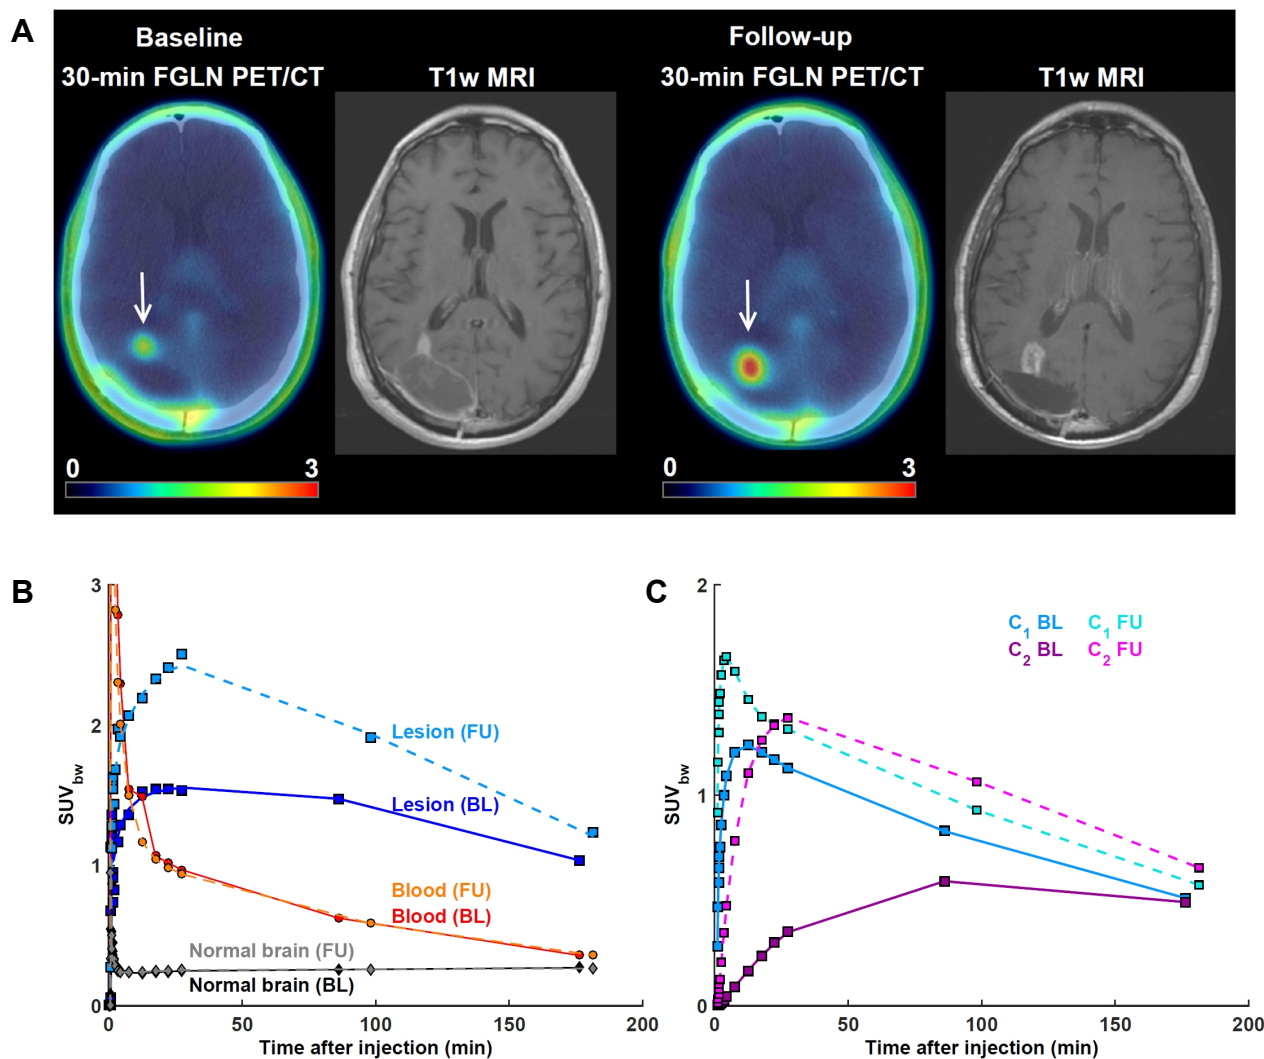 A
Baseline
Follow-up
30-min FGLN PET/CT
T1w MRI
30-min FGLN PET/CT
T1w MRI
0
3
0
3
B
3
2
1
0
SUVbw
Lesion (FU)
Lesion (BL)
Blood (FU)
Blood (BL)
Normal brain (FU)
Normal brain (BL)
0
50
100
150
200
Time after injection (min)
C
2
1
0
SUVbw
C1 BL
C1 FU
C2 BL
C2 FU
0
50
100
150
200
Time after injection (min)